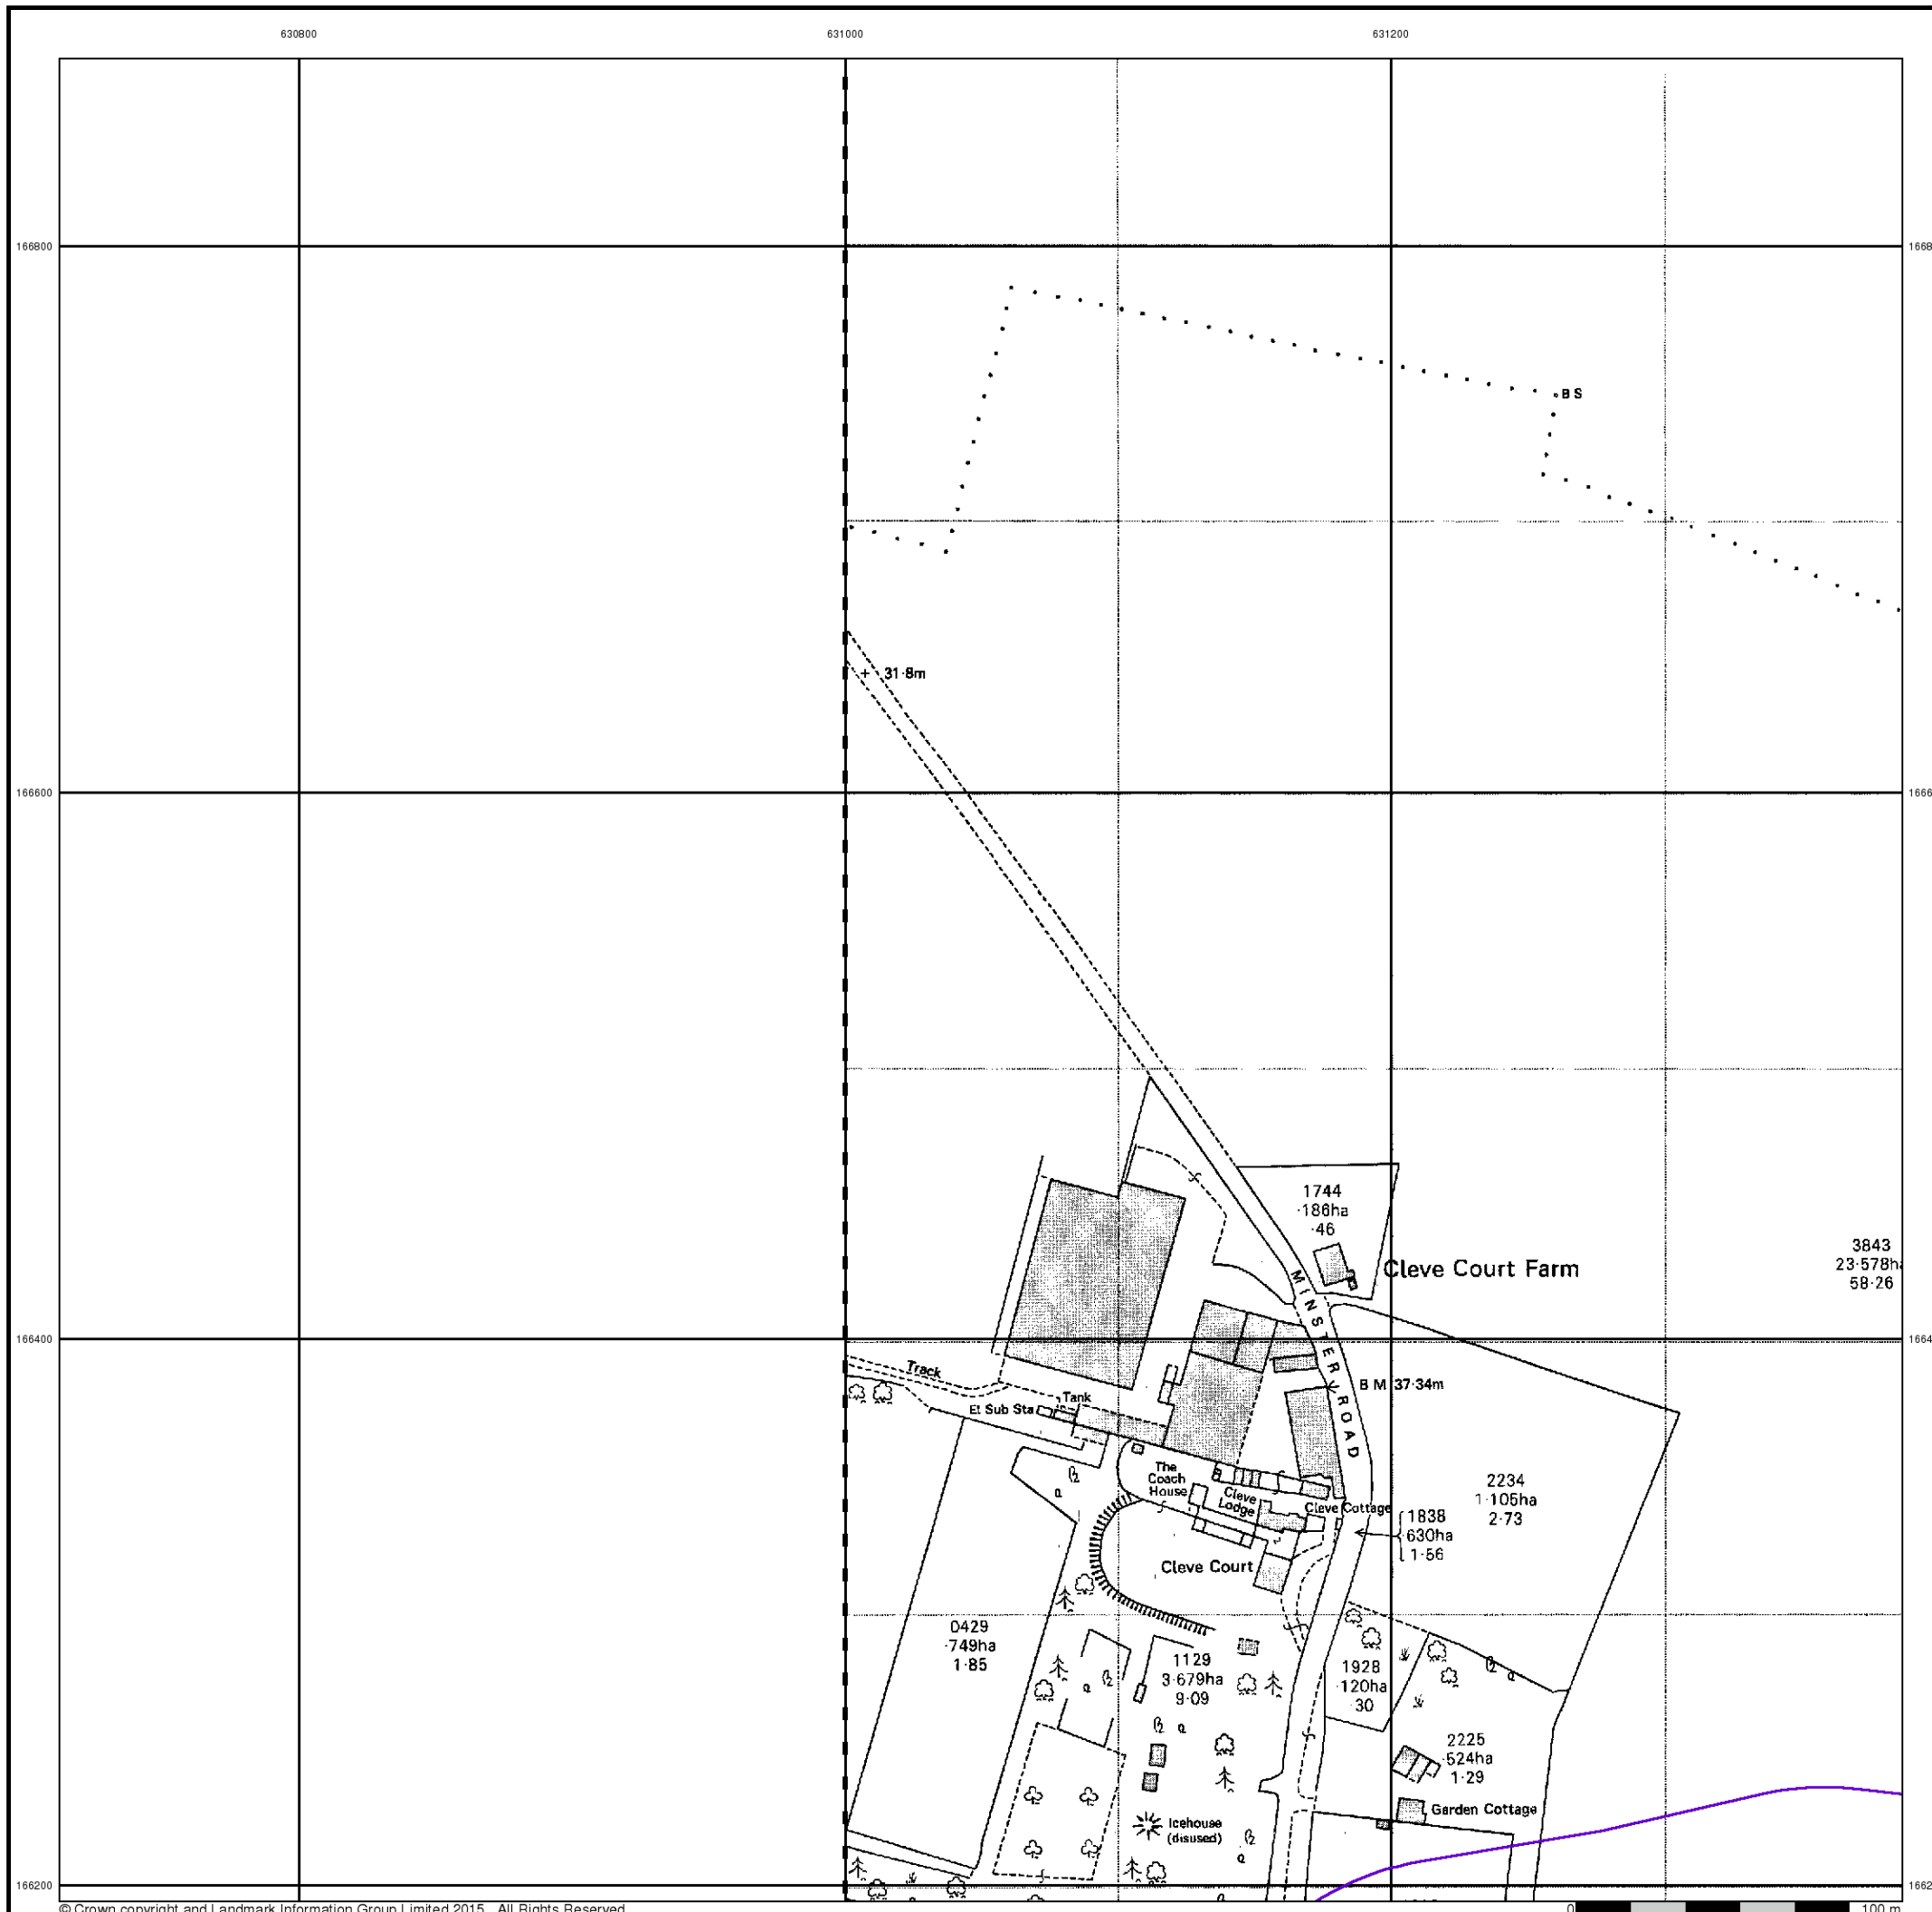 630800
631000
631200
166800
B S
31·8m
166600
1744
·186ha
·46
Cleve Court Farm
3843
23·578ha
58·26
MINSTER ROAD
166400
Track
Tank
El Sub Sta
B M 37·34m
The
Coach
House
Cleve
Lodge
Cleve Cottage
2234
1·105ha
2·73
1838
·630ha
1·56
Cleve Court
0429
·749ha
1·85
1129
3·679ha
9·09
1928
·120ha
·30
2225
·524ha
1·29
Garden Cottage
Icehouse
(disused)
166200
© Crown copyright and Landmark Information Group Limited 2015. All Rights Reserved
0 100 m